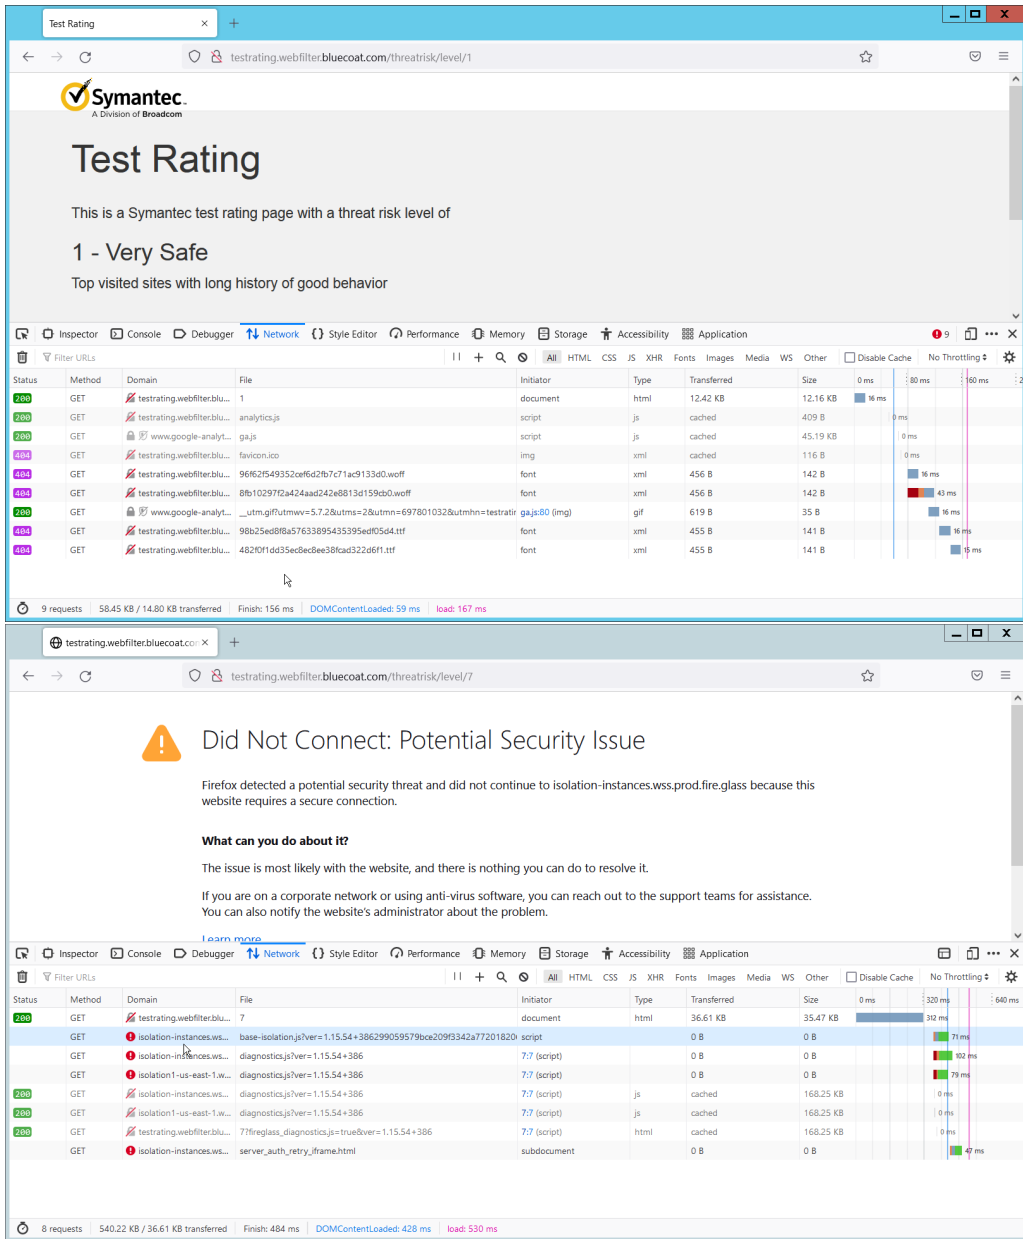 Test Rating × +
testrating.webfilter.bluecoat.com/threatrisk/level/1
Symantec.
A Division of Broadcom
Test Rating
This is a Symantec test rating page with a threat risk level of
1 - Very Safe
Top visited sites with long history of good behavior
Inspector Console Debugger Network Style Editor Performance Memory Storage Accessibility Application 9
Filter URLs All HTML CSS JS XHR Fonts Images Media WS Other Disable Cache No Throttling
Status Method Domain File Initiator Type Transferred Size 0 ms 80 ms 160 ms 2
200 GET testrating.webfilter.blu... 1 document html 12.42 KB 12.16 KB 16 ms
200 GET testrating.webfilter.blu... analytics.js script js cached 409 B 0 ms
200 GET www.google-analyt... ga.js script js cached 45.19 KB 0 ms
404 GET testrating.webfilter.blu... favicon.ico img xml cached 116 B 0 ms
404 GET testrating.webfilter.blu... 96f62f549352cef6d2fb7c71ac9133d0.woff font xml 456 B 142 B 16 ms
404 GET testrating.webfilter.blu... 8fb10297f2a424aad242e8813d159cb0.woff font xml 456 B 142 B 43 ms
200 GET www.google-analyt... __utm.gif?utmwv=5.7.2&utms=2&utmn=697801032&utmhn=testratin ga.js:80 (img) gif 619 B 35 B 16 ms
404 GET testrating.webfilter.blu... 98b25ed8f8a57633895435395edf05d4.ttf font xml 455 B 141 B 16 ms
404 GET testrating.webfilter.blu... 482f0f1dd35ec8ec8ee38fcad322d6f1.ttf font xml 455 B 141 B 15 ms
9 requests 58.45 KB / 14.80 KB transferred Finish: 156 ms DOMContentLoaded: 59 ms load: 167 ms
testrating.webfilter.bluecoat.co × +
testrating.webfilter.bluecoat.com/threatrisk/level/7
Did Not Connect: Potential Security Issue
Firefox detected a potential security threat and did not continue to isolation-instances.wss.prod.fire.glass because this
website requires a secure connection.
What can you do about it?
The issue is most likely with the website, and there is nothing you can do to resolve it.
If you are on a corporate network or using anti-virus software, you can reach out to the support teams for assistance.
You can also notify the website's administrator about the problem.
Learn more
Inspector Console Debugger Network Style Editor Performance Memory Storage Accessibility Application
Filter URLs All HTML CSS JS XHR Fonts Images Media WS Other Disable Cache No Throttling
Status Method Domain File Initiator Type Transferred Size 0 ms 320 ms 640 ms
200 GET testrating.webfilter.blu... 7 document html 36.61 KB 35.47 KB 312 ms
GET isolation-instances.ws... base-isolation.js?ver=1.15.54+386299059579bce209f3342a77201820 script 0 B 0 B 71 ms
GET isolation-instances.ws... diagnostics.js?ver=1.15.54+386 7:7 (script) 0 B 0 B 102 ms
GET isolation1-us-east-1.w... diagnostics.js?ver=1.15.54+386 7:7 (script) 0 B 0 B 79 ms
200 GET isolation-instances.ws... diagnostics.js?ver=1.15.54+386 7:7 (script) js cached 168.25 KB 0 ms
200 GET isolation1-us-east-1.w... diagnostics.js?ver=1.15.54+386 7:7 (script) js cached 168.25 KB 0 ms
200 GET testrating.webfilter.blu... 7?fireglass_diagnostics.js=true&ver=1.15.54+386 7:7 (script) html cached 168.25 KB 0 ms
GET isolation-instances.ws... server_auth_retry_iframe.html subdocument 0 B 0 B 47 ms
8 requests 540.22 KB / 36.61 KB transferred Finish: 484 ms DOMContentLoaded: 428 ms load: 530 ms